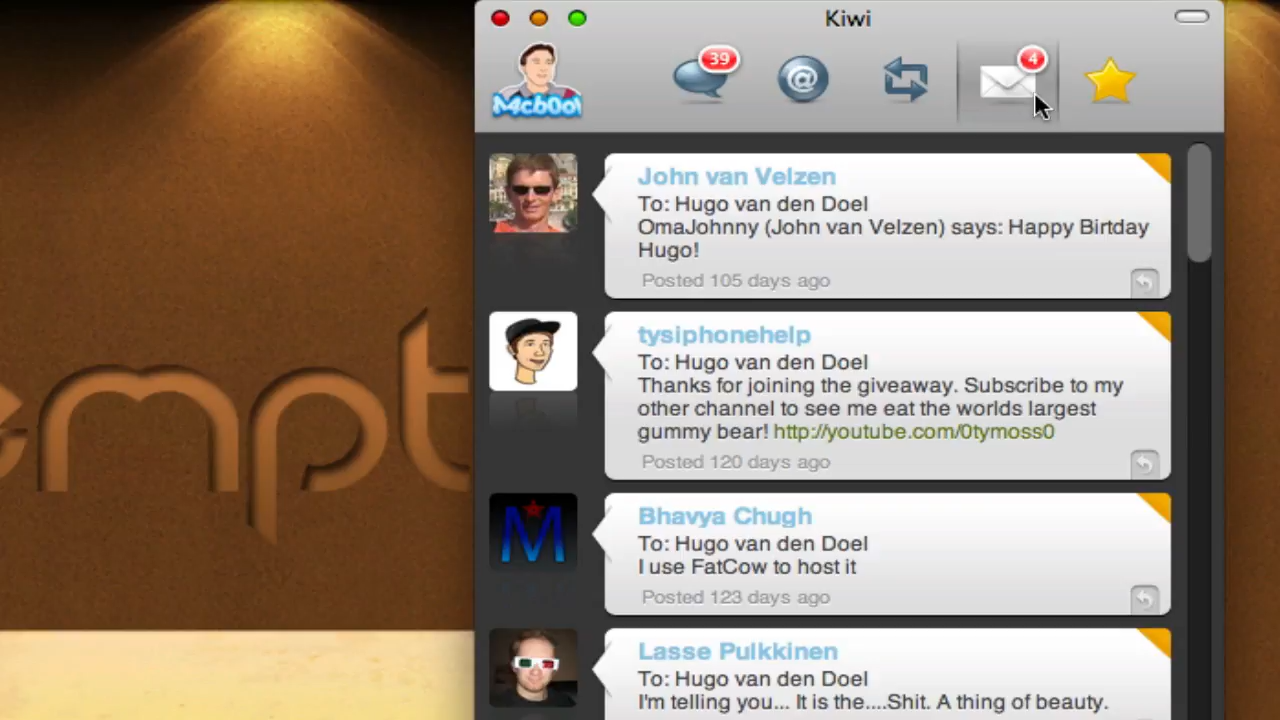 Kiwi
39
4
Mcb0ol
John van Velzen
To: Hugo van den Doel
OmaJohnny (John van Velzen) says: Happy Birtday
Hugo!
Posted 105 days ago
tysiphonehelp
To: Hugo van den Doel
Thanks for joining the giveaway. Subscribe to my
other channel to see me eat the worlds largest
gummy bear! http://youtube.com/0tymoss0
Posted 120 days ago
Bhavya Chugh
To: Hugo van den Doel
I use FatCow to host it
Posted 123 days ago
Lasse Pulkkinen
To: Hugo van den Doel
I'm telling you... It is the....Shit. A thing of beauty.
empt
M